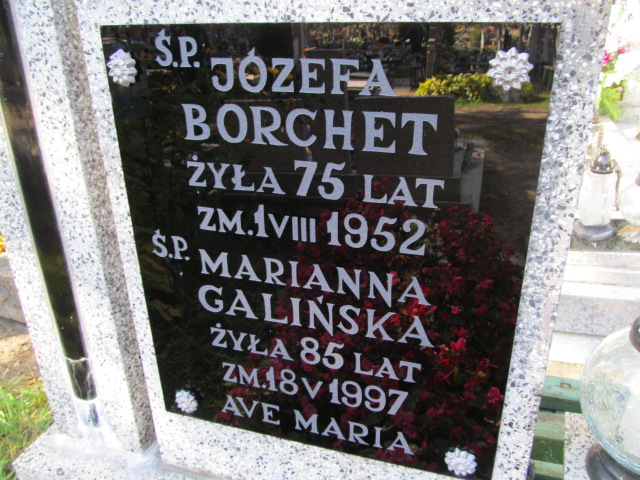 Ś.P. JÓZEFA
BORCHET
ŻYŁA 75 LAT
ZM. 1 VIII 1952
Ś.P. MARIANNA
GALIŃSKA
ŻYŁA 85 LAT
ZM. 18 V 1997
AVE MARIA